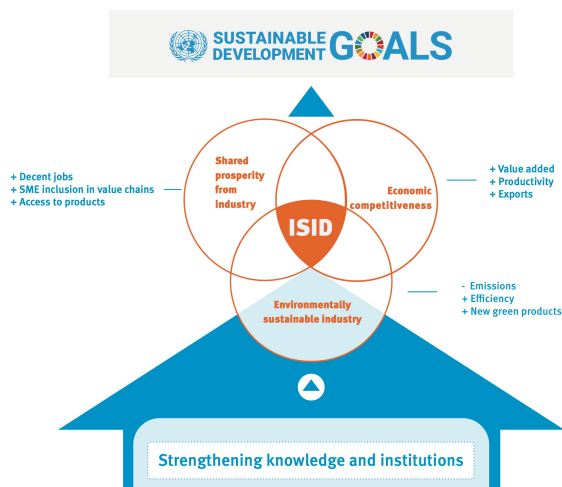 SUSTAINABLE
DEVELOPMENT
GOALS
Shared
prosperity
from
industry
+ Decent jobs
+ SME inclusion in value chains
+ Access to products
Economic
competitiveness
+ Value added
+ Productivity
+ Exports
ISID
Environmentally
sustainable industry
- Emissions
+ Efficiency
+ New green products
Strengthening knowledge and institutions